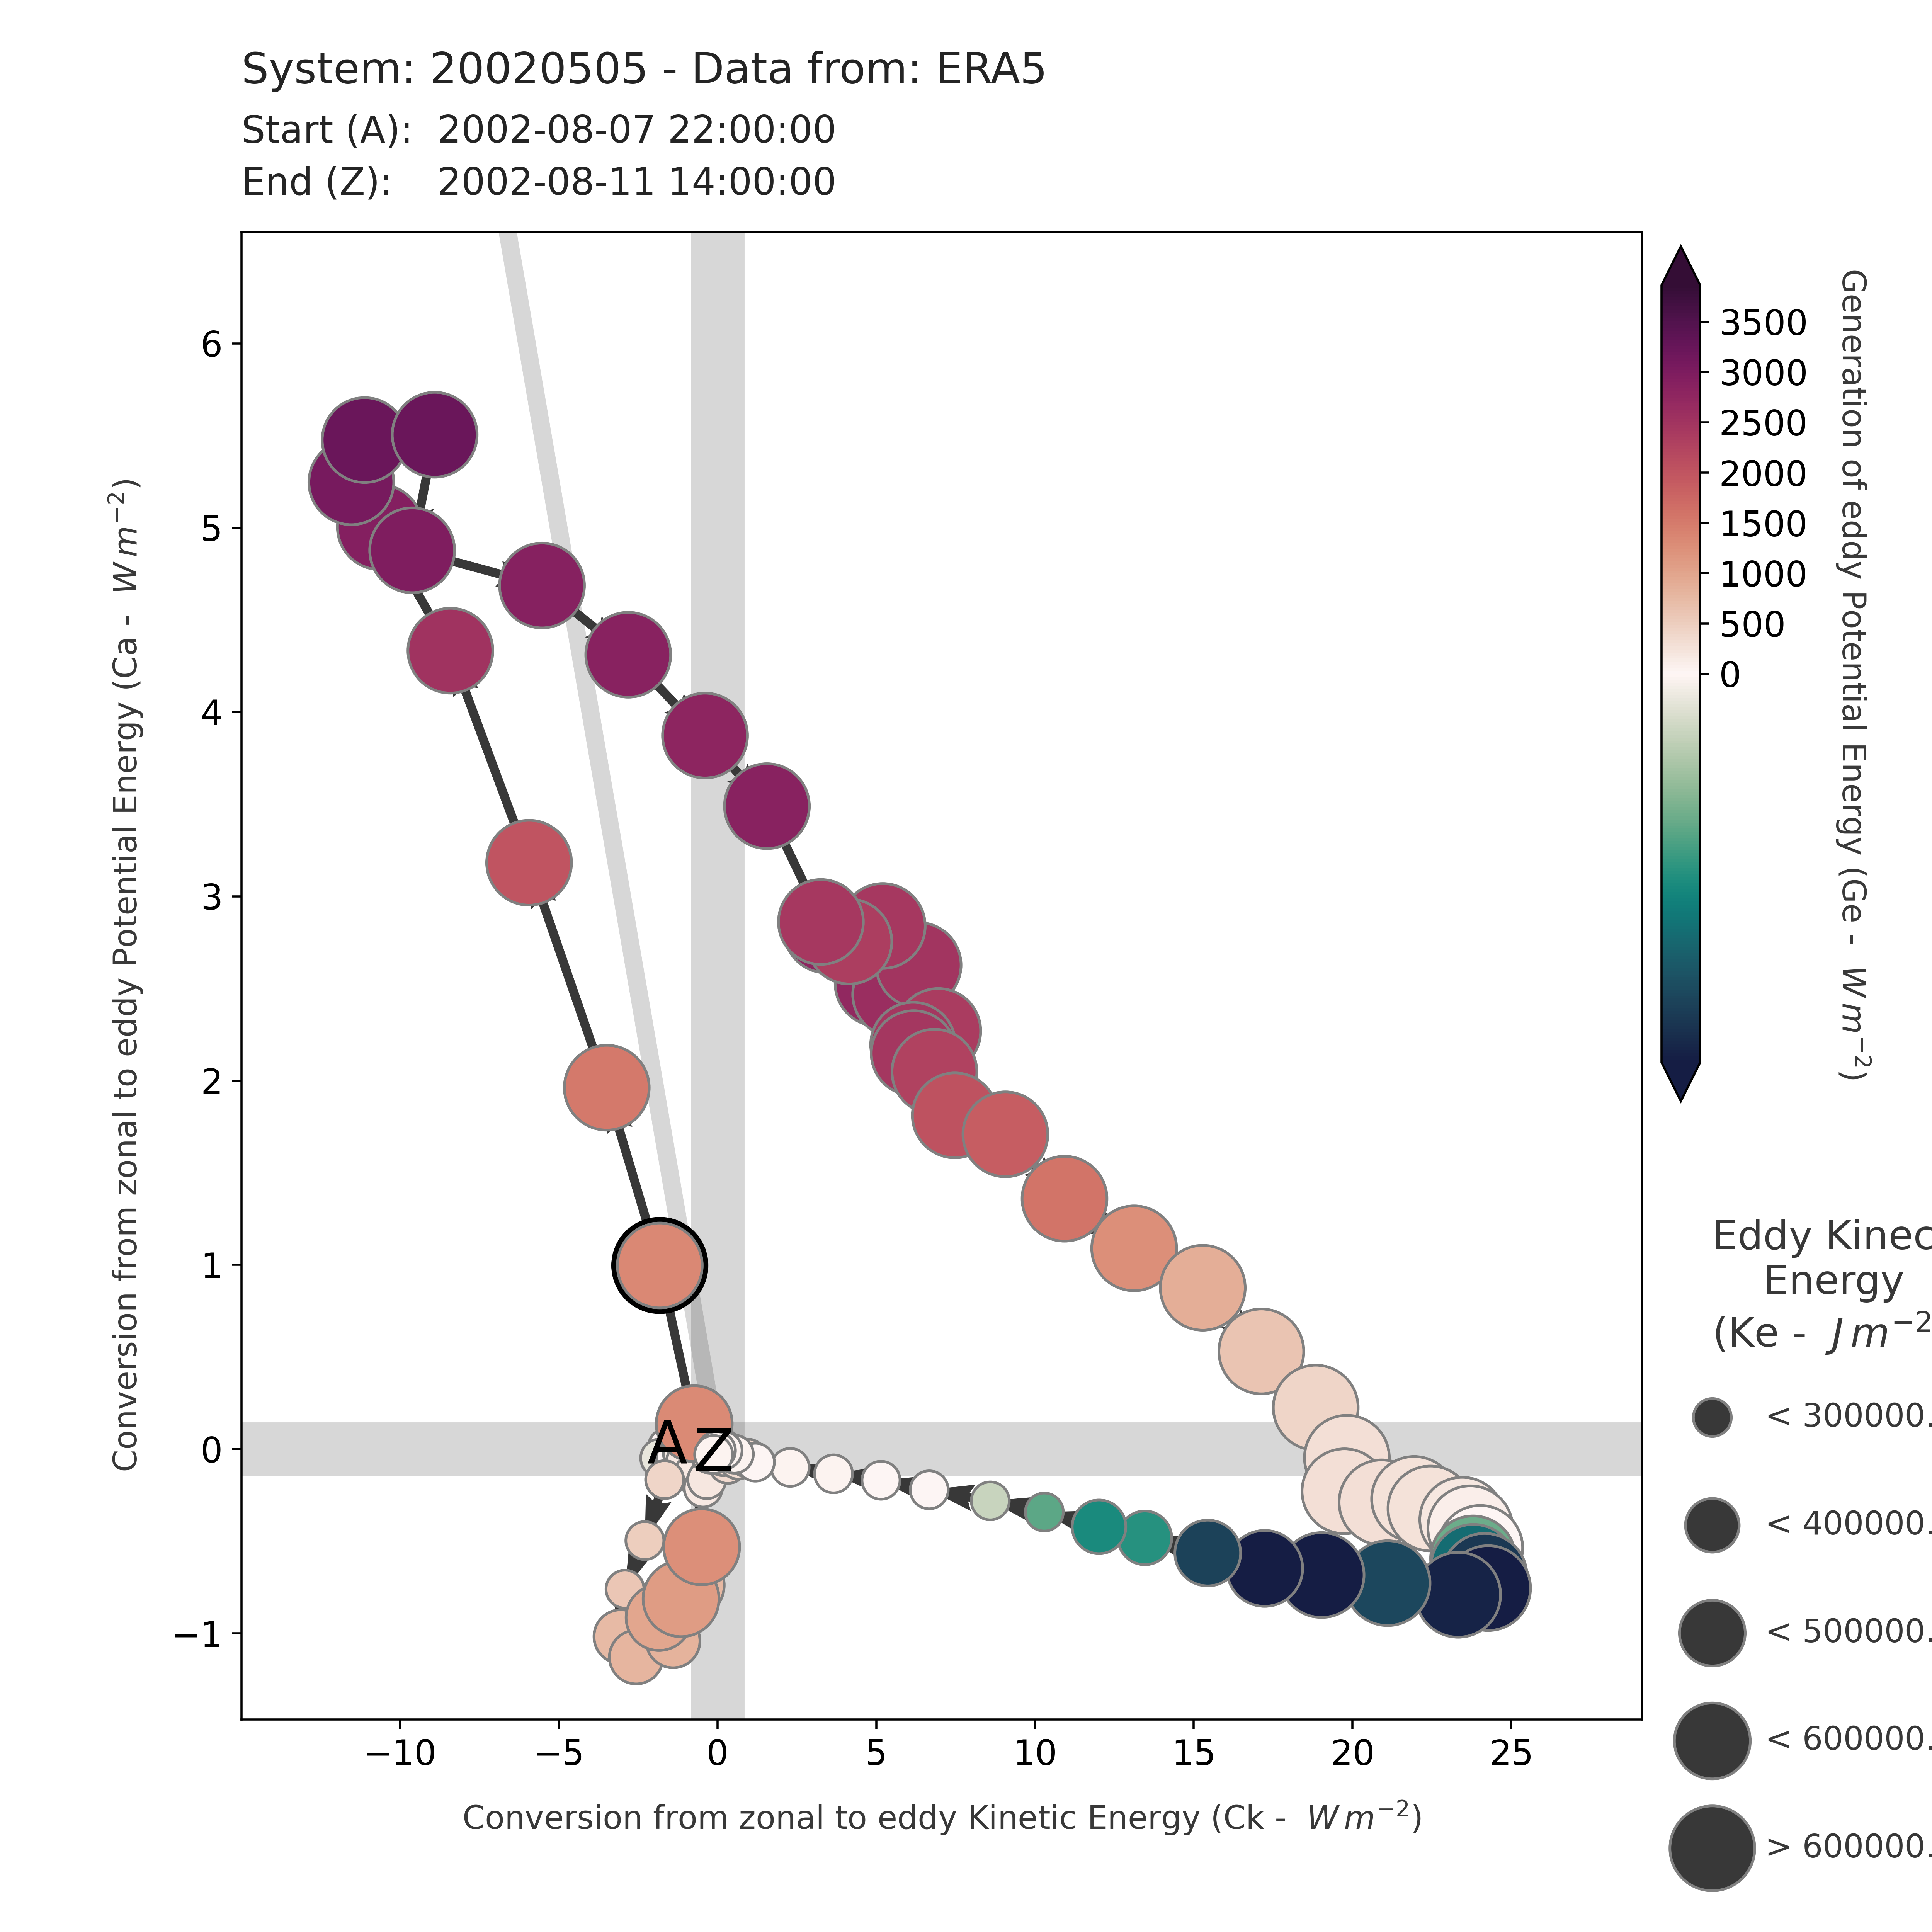 System: 20020505 - Data from: ERA5
Start (A): 2002-08-07 22:00:00
End (Z): 2002-08-11 14:00:00
Conversion from zonal to eddy Potential Energy (Ca - W m⁻²)
6
5
4
3
2
1
0
−1
A Z
−10 −5 0 5 10 15 20 25
Conversion from zonal to eddy Kinetic Energy (Ck - W m⁻²)
3500
3000
2500
2000
1500
1000
500
0
Generation of eddy Potential Energy (Ge - W m⁻²)
Eddy Kinec
Energy
(Ke - J m⁻²
< 300000.
< 400000.
< 500000.
< 600000.
> 600000.